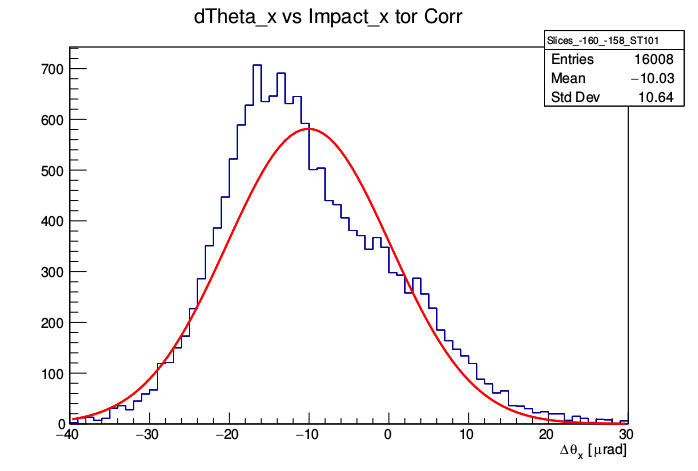 dTheta_x vs Impact_x tor Corr
Slices_-160_-158_ST101
Entries 16008
Mean −10.03
Std Dev 10.64
700
600
500
400
300
200
100
0
−40 −30 −20 −10 0 10 20 30
Δθx [μrad]